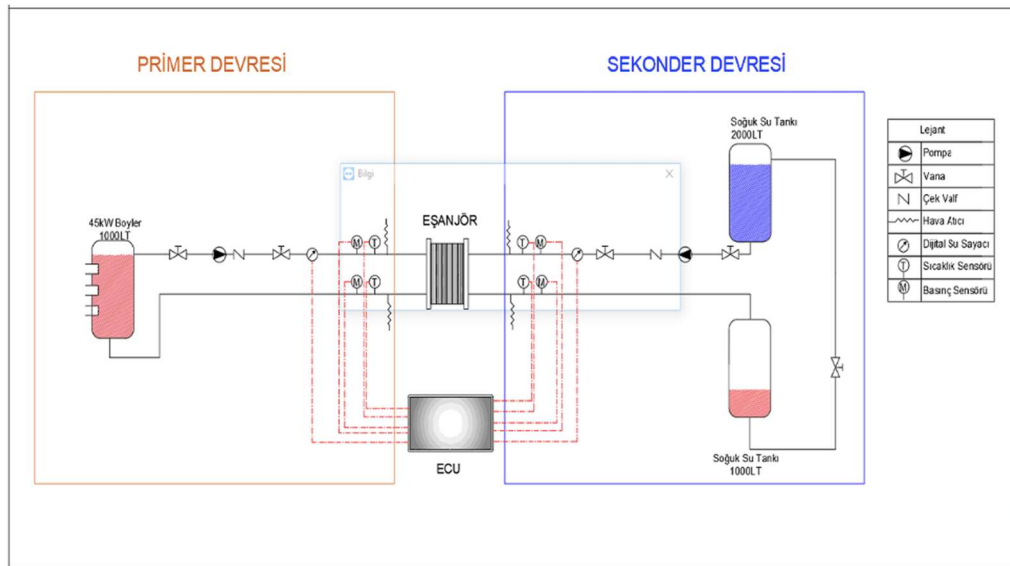 PRİMER DEVRESİ
SEKONDER DEVRESİ
Soğuk Su Tankı
2000LT
Lejant
Pompa
Vana
Çek Valf
Hava Atıcı
Dijital Su Sayacı
T
Sıcaklık Sensörü
M
Basınç Sensörü
Bilgi
45kW Boyler
1000LT
EŞANJÖR
M
T
T
M
M
T
T
M
ECU
Soğuk Su Tankı
1000LT